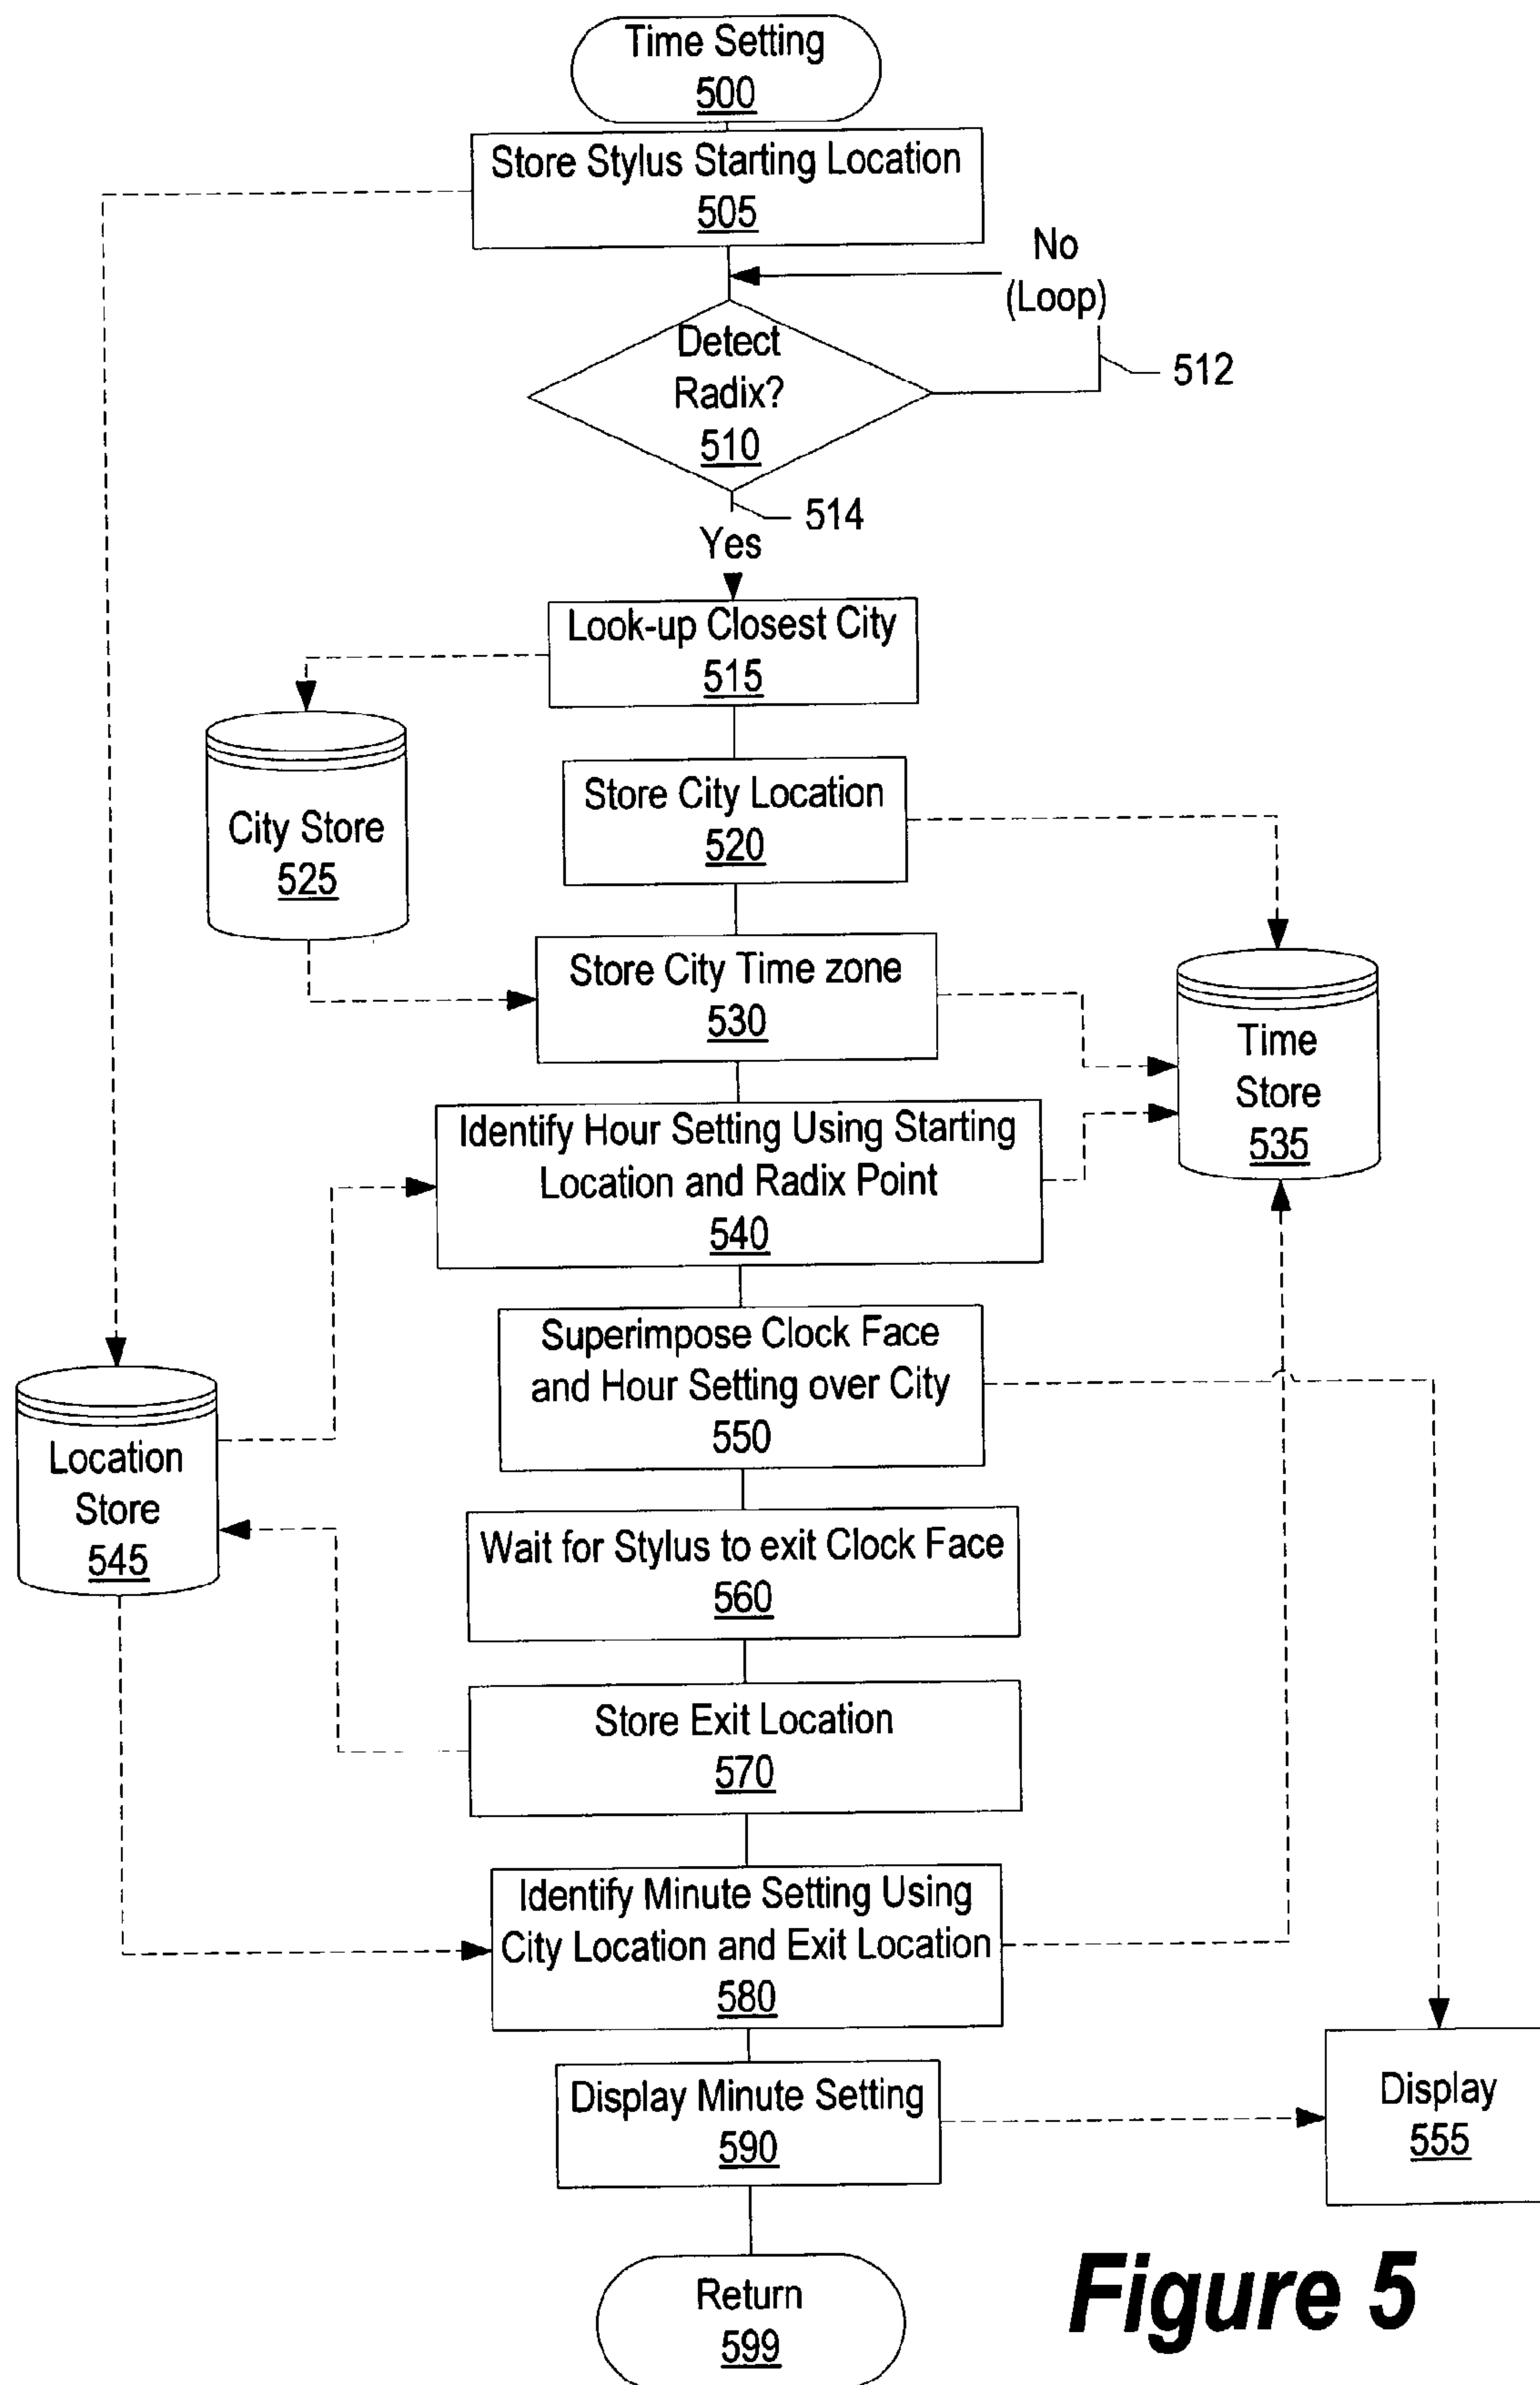 Time Setting
500
Store Stylus Starting Location
505
No
(Loop)
Detect
Radix?
510
512
514
Yes
Look-up Closest City
515
Store City Location
520
City Store
525
Store City Time zone
530
Time
Store
535
Identify Hour Setting Using Starting
Location and Radix Point
540
Superimpose Clock Face
and Hour Setting over City
550
Location
Store
545
Wait for Stylus to exit Clock Face
560
Store Exit Location
570
Identify Minute Setting Using
City Location and Exit Location
580
Display Minute Setting
590
Display
555
Return
599
Figure 5